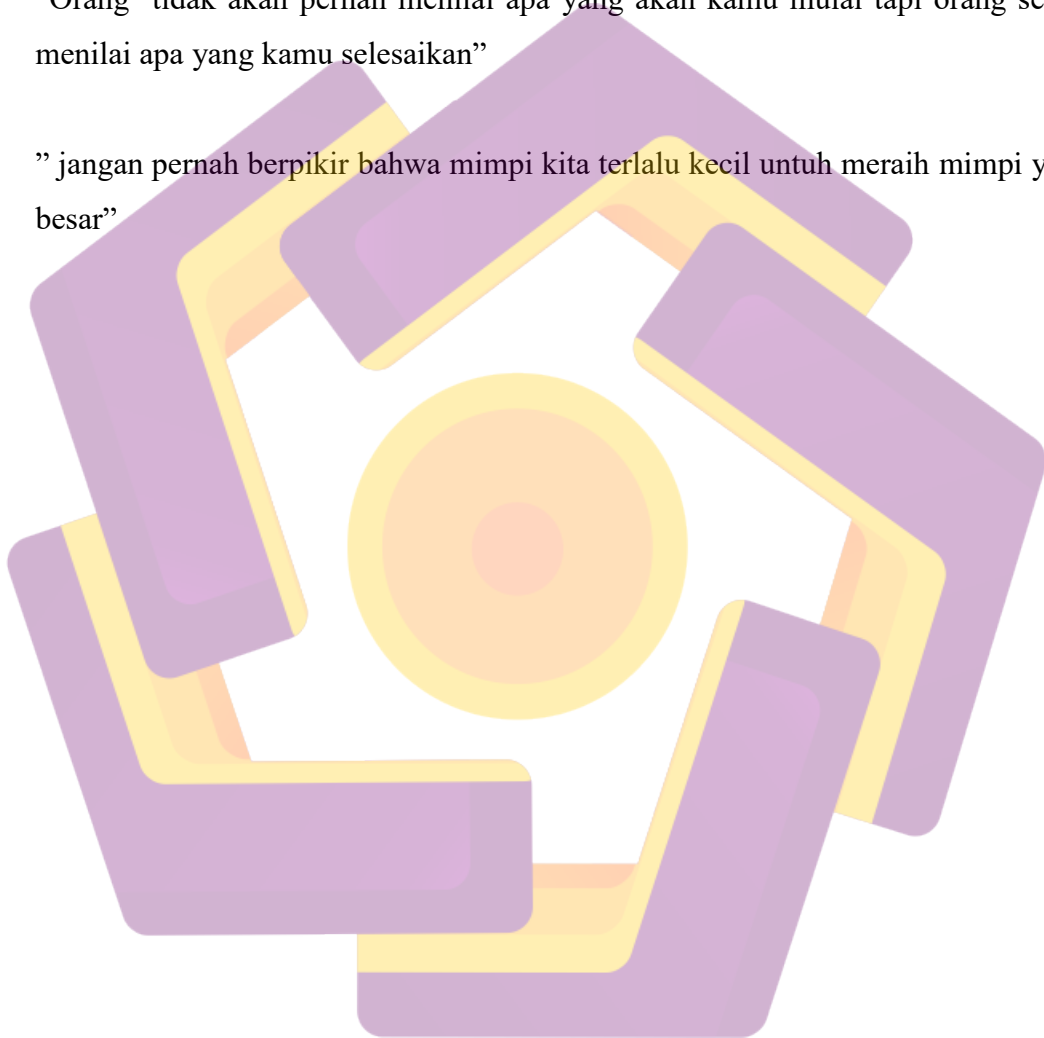 “Orang” tidak akan pernah menilai apa yang akan kamu mulai tapi orang
menilai apa yang kamu selesaikan”
” jangan pernah berpikir bahwa mimpi kita terlalu kecil untuh meraih mimpi
besar”